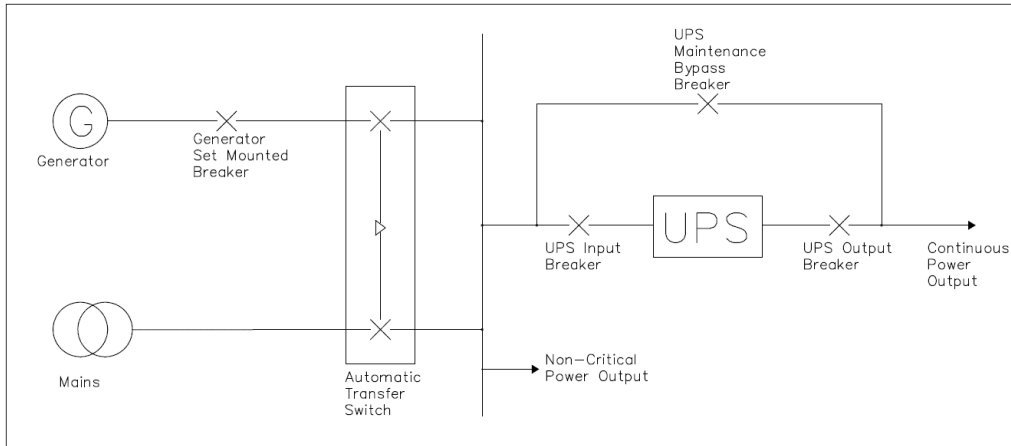 UPS
Maintenance
Bypass
Breaker
G
Generator
Generator
Set Mounted
Breaker
UPS
UPS Input
Breaker
UPS Output
Breaker
Continuous
Power
Output
Mains
Automatic
Transfer
Switch
Non-Critical
Power Output